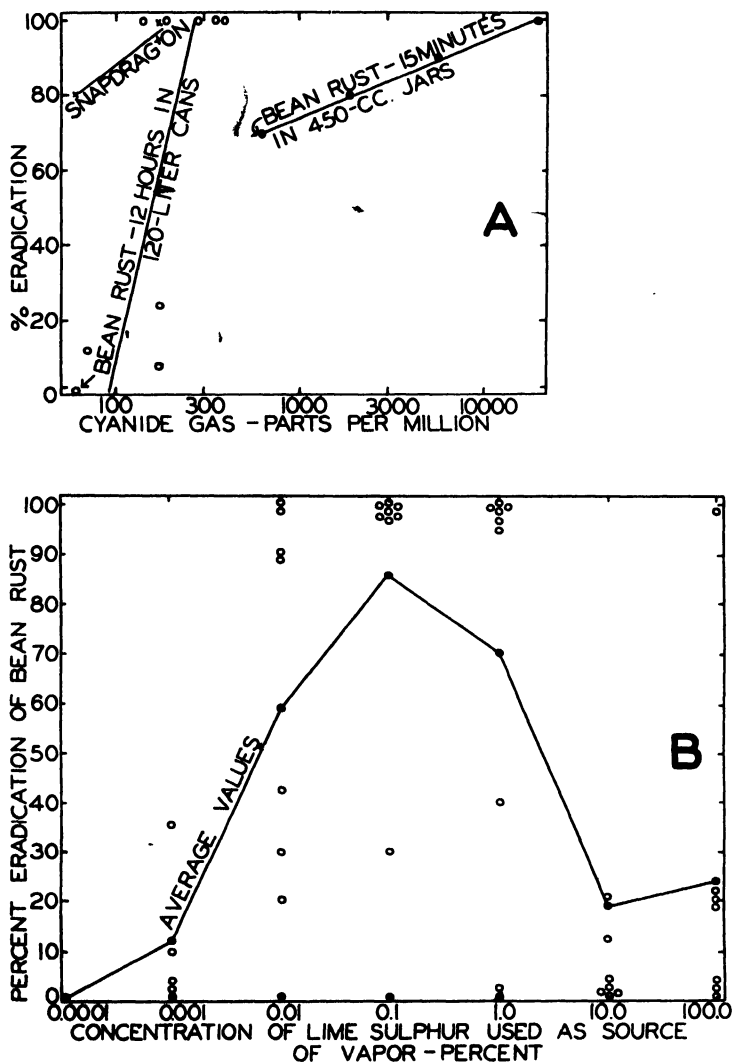 100
80
60
40
20
0
% ERADICATION
SNAPDRAGON
BEAN RUST-12 HOURS IN
120-LITER CANS
BEAN RUST-15 MINUTES
IN 450-CC. JARS
A
100 300 1000 3000 10000
CYANIDE GAS - PARTS PER MILLION
100
90
80
70
60
50
40
30
20
10
0
PERCENT ERADICATION OF BEAN RUST
AVERAGE VALUES
B
0.0001 0.001 0.01 0.1 1.0 10.0 100.0
CONCENTRATION OF LIME SULPHUR USED AS SOURCE
OF VAPOR-PERCENT